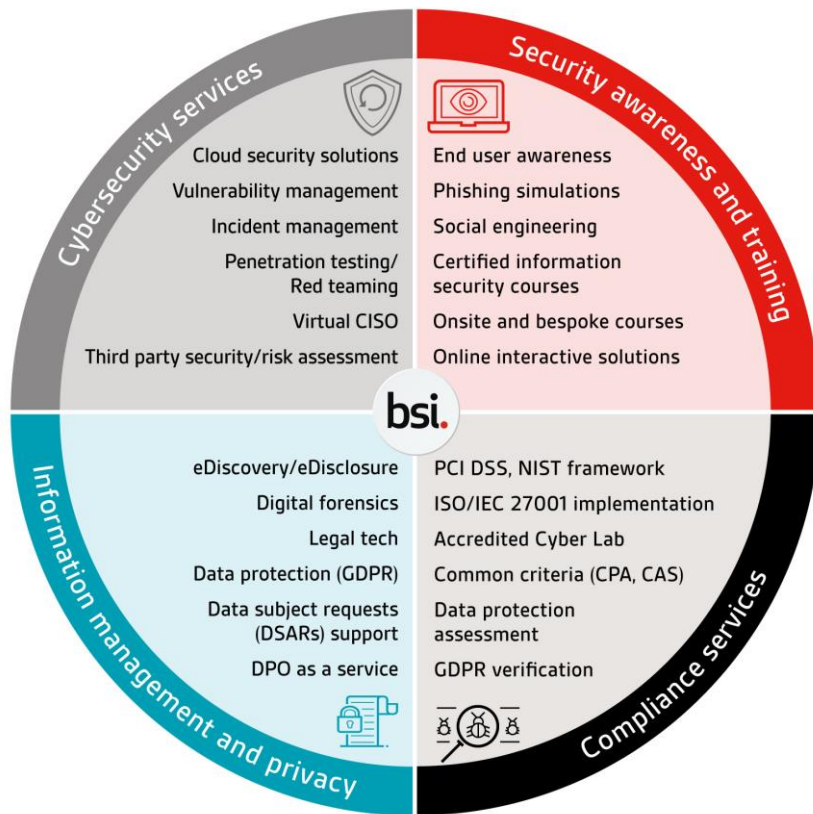 Cybersecurity services
Cloud security solutions
Vulnerability management
Incident management
Penetration testing/
Red teaming
Virtual CISO
Third party security/risk assessment
Security awareness and training
End user awareness
Phishing simulations
Social engineering
Certified information
security courses
Onsite and bespoke courses
Online interactive solutions
bsi.
Information management and privacy
eDiscovery/eDisclosure
Digital forensics
Legal tech
Data protection (GDPR)
Data subject requests
(DSARs) support
DPO as a service
Compliance services
PCI DSS, NIST framework
ISO/IEC 27001 implementation
Accredited Cyber Lab
Common criteria (CPA, CAS)
Data protection
assessment
GDPR verification